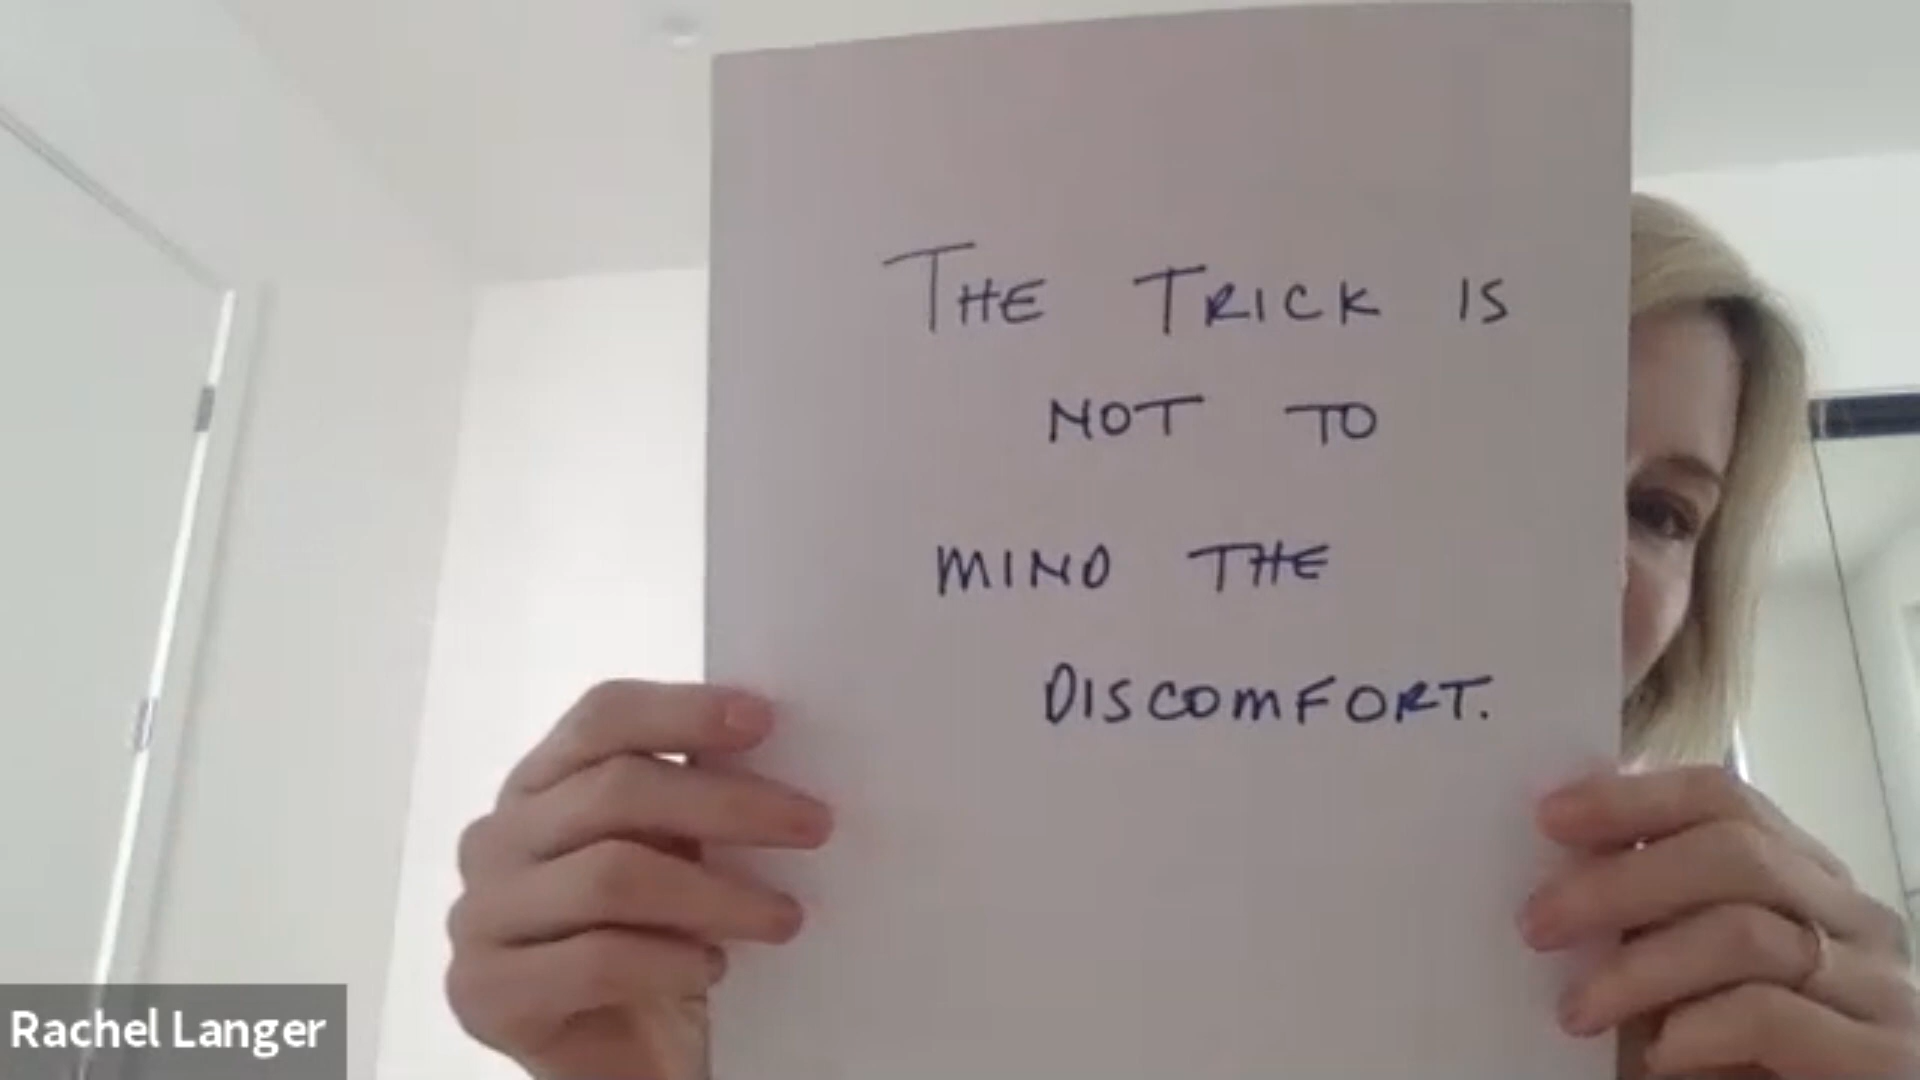 THE TRICK IS
NOT TO
MIND THE
DISCOMFORT.
Rachel Langer